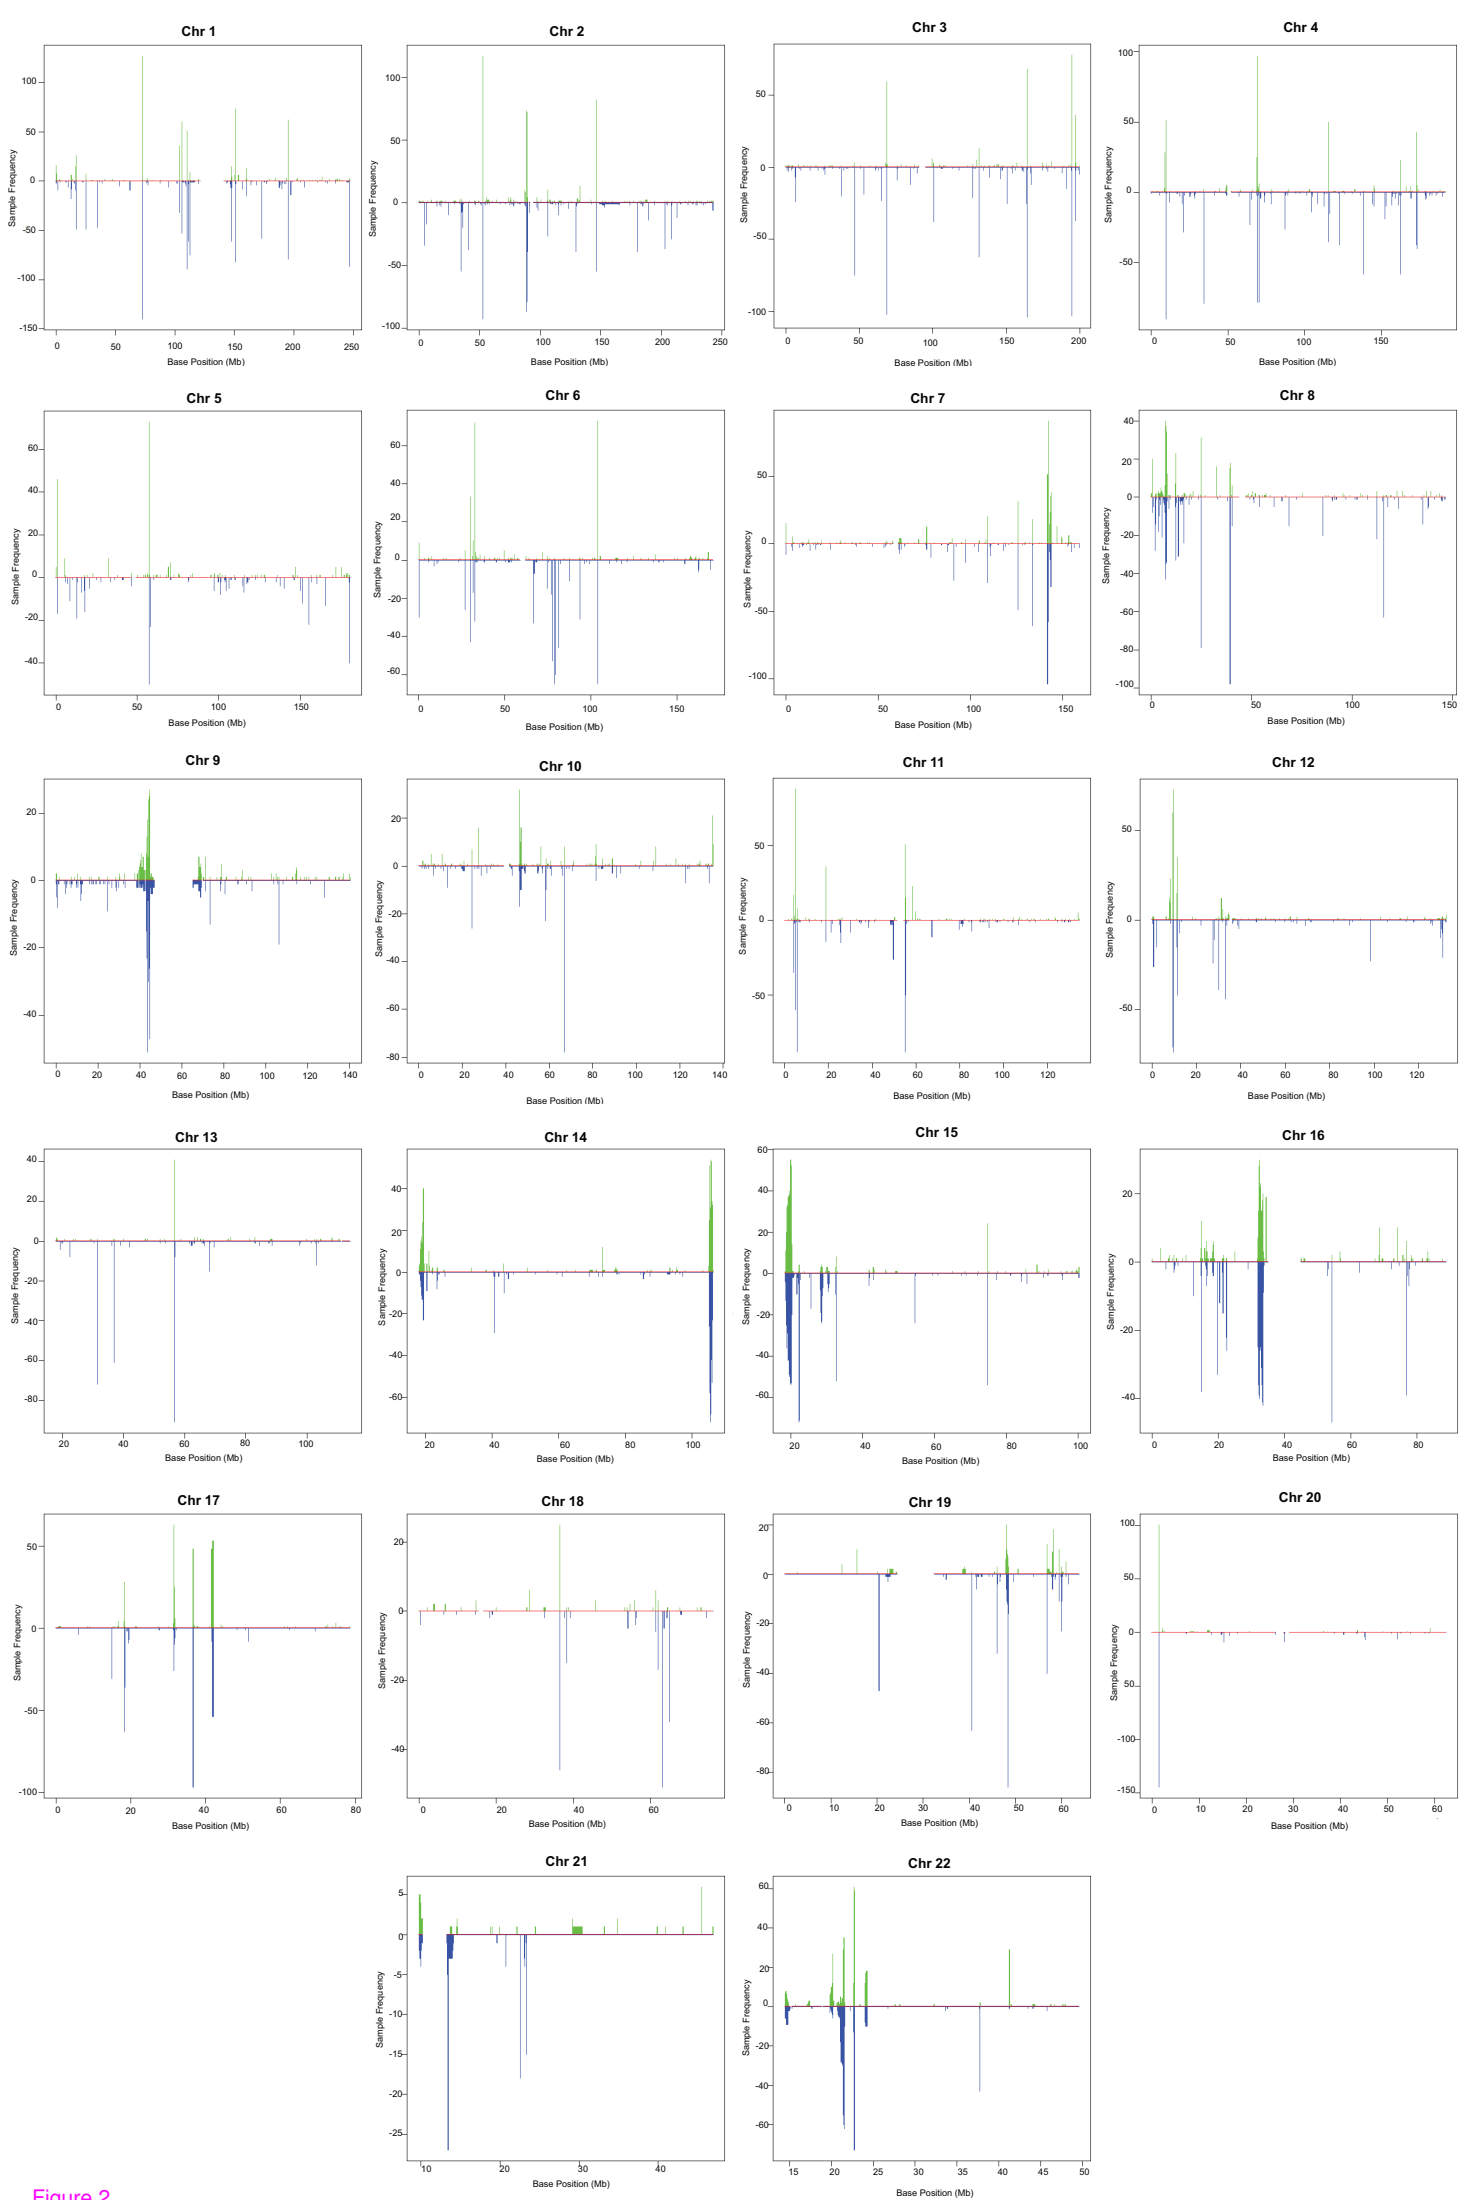 Chr 1
Chr 2
Chr 3
Chr 4
Sample Frequency
100
50
0
-50
-100
-150
0 50 100 150 200 250
Base Position (Mb)
Sample Frequency
100
50
0
-50
-100
0 50 100 150 200 250
Base Position (Mb)
Sample Frequency
50
0
-50
-100
0 50 100 150 200
Base Position (Mb)
Sample Frequency
100
50
0
-50
0 50 100 150
Base Position (Mb)
Chr 5
Chr 6
Chr 7
Chr 8
Sample Frequency
60
40
20
0
-20
-40
0 50 100 150
Base Position (Mb)
Sample Frequency
60
40
20
0
-20
-40
-60
0 50 100 150
Base Position (Mb)
Sample Frequency
50
0
-50
-100
0 50 100 150
Base Position (Mb)
Sample Frequency
40
20
0
-20
-40
-60
-80
-100
0 50 100 150
Base Position (Mb)
Chr 9
Chr 10
Chr 11
Chr 12
Sample Frequency
20
0
-20
-40
0 20 40 60 80 100 120 140
Base Position (Mb)
Sample Frequency
20
0
-20
-40
-60
-80
0 20 40 60 80 100 120 140
Base Position (Mb)
Sample Frequency
50
0
-50
0 20 40 60 80 100 120
Base Position (Mb)
Sample Frequency
50
0
-50
0 20 40 60 80 100 120
Base Position (Mb)
Chr 13
Chr 14
Chr 15
Chr 16
Sample Frequency
40
20
0
-20
-40
-60
-80
20 40 60 80 100
Base Position (Mb)
Sample Frequency
40
20
0
-20
-40
-60
20 40 60 80 100
Base Position (Mb)
Sample Frequency
60
40
20
0
-20
-40
-60
20 40 60 80 100
Base Position (Mb)
Sample Frequency
20
0
-20
-40
0 20 40 60 80
Base Position (Mb)
Chr 17
Chr 18
Chr 19
Chr 20
Sample Frequency
50
0
-50
-100
0 20 40 60 80
Base Position (Mb)
Sample Frequency
20
0
-20
-40
0 20 40 60
Base Position (Mb)
Sample Frequency
20
0
-20
-40
-60
-80
0 10 20 30 40 50 60
Base Position (Mb)
Sample Frequency
100
50
0
50
-100
-150
0 10 20 30 40 50 60
Base Position (Mb)
Chr 21
Chr 22
Sample Frequency
5
0
-5
-10
-15
-20
-25
10 20 30 40
Base Position (Mb)
Sample Frequency
60
40
20
0
-20
-40
-60
15 20 25 30 35 40 45 50
Base Position (Mb)
Figure 2